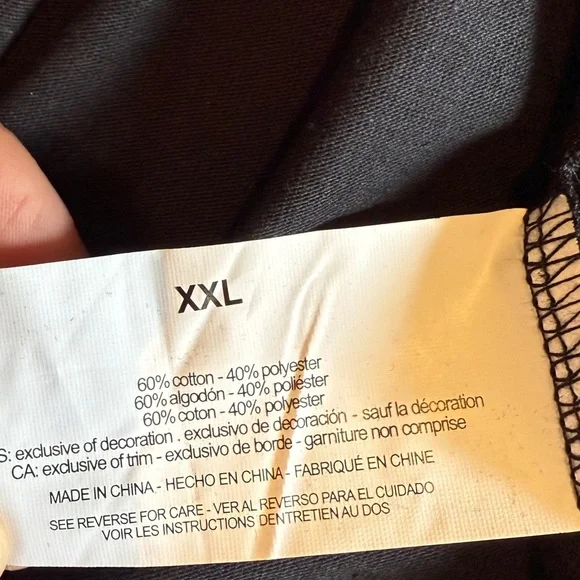 XXL
60% cotton - 40% polyester
60% algodón - 40% poliéster
60% coton - 40% polyester
S: exclusive of decoration . exclusivo de decoración - sauf la décoration
CA: exclusive of trim - exclusivo de borde - garniture non comprise
MADE IN CHINA - HECHO EN CHINA - FABRIQUÉ EN CHINE
SEE REVERSE FOR CARE - VER AL REVERSO PARA EL CUIDADO
VOIR LES INSTRUCTIONS DENTRETIEN AU DOS